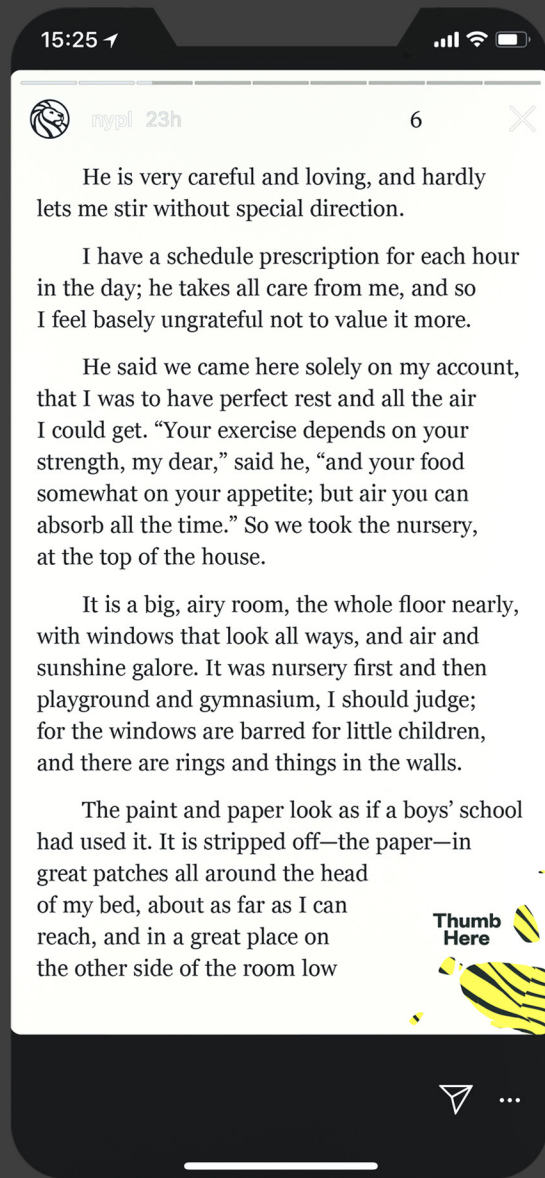 15:25
nypl 23h
6
He is very careful and loving, and hardly
lets me stir without special direction.
I have a schedule prescription for each hour
in the day; he takes all care from me, and so
I feel basely ungrateful not to value it more.
He said we came here solely on my account,
that I was to have perfect rest and all the air
I could get. “Your exercise depends on your
strength, my dear,” said he, “and your food
somewhat on your appetite; but air you can
absorb all the time.” So we took the nursery,
at the top of the house.
It is a big, airy room, the whole floor nearly,
with windows that look all ways, and air and
sunshine galore. It was nursery first and then
playground and gymnasium, I should judge;
for the windows are barred for little children,
and there are rings and things in the walls.
The paint and paper look as if a boys’ school
had used it. It is stripped off—the paper—in
great patches all around the head
of my bed, about as far as I can
reach, and in a great place on
the other side of the room low
Thumb
Here